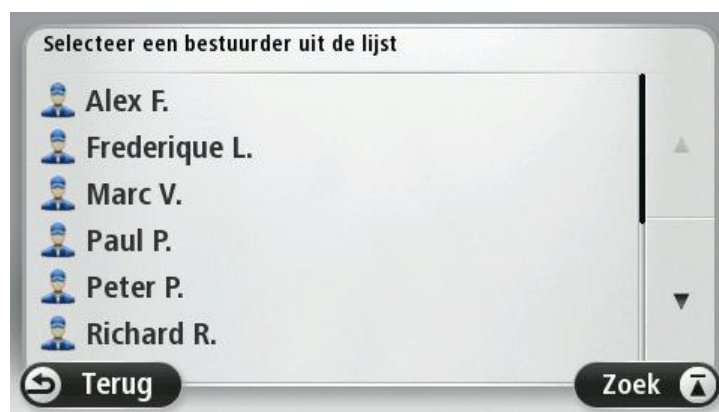 Selecteer een bestuurder uit de lijst
Alex F.
Frederique L.
Marc V.
Paul P.
Peter P.
Richard R.
Terug
Zoek